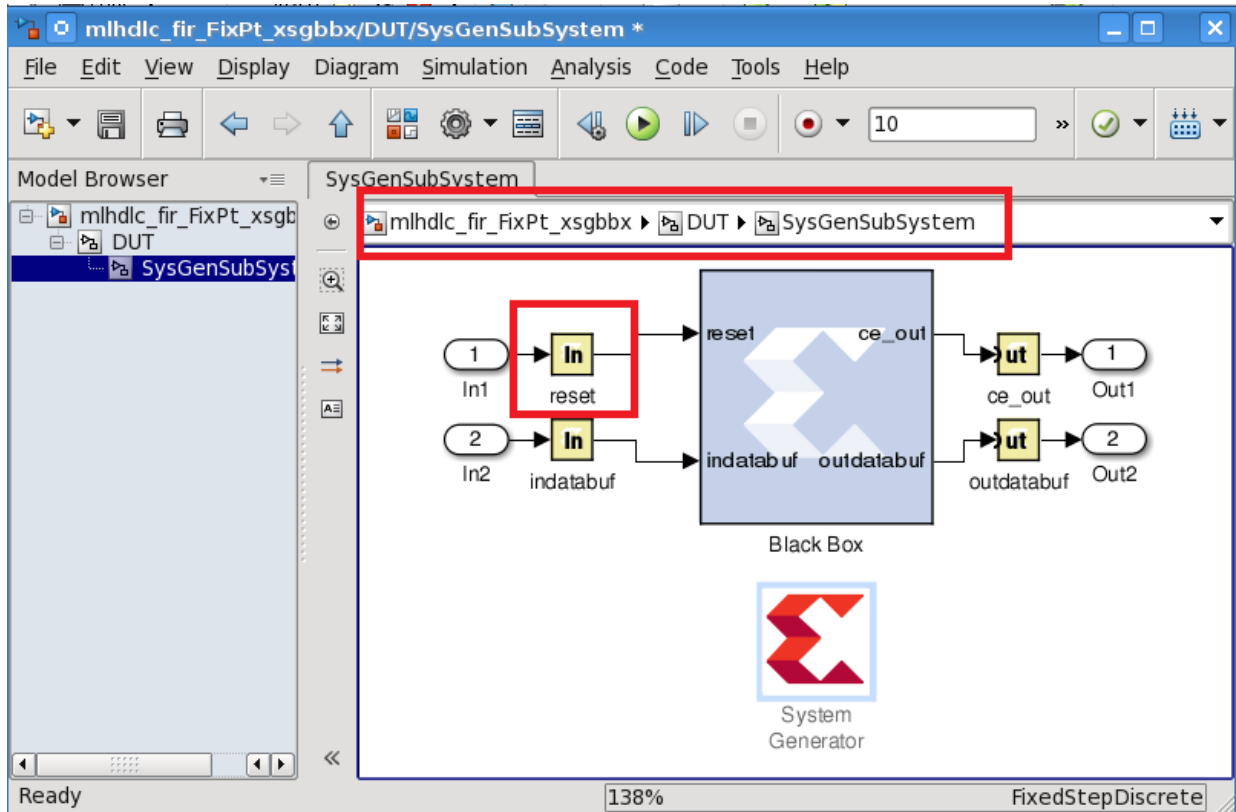 mlhdlc_fir_FixPt_xsgbbx/DUT/SysGenSubSystem *
File Edit View Display Diagram Simulation Analysis Code Tools Help
10 »
Model Browser
SysGenSubSystem
mlhdlc_fir_FixPt_xsgbbx DUT SysGenSubSystem
mlhdlc_fir_FixPt_xsgb
DUT
SysGenSubSyst
reset ce_out
1 In ut 1
In1 reset ce_out Out1
2 In ut 2
indatabuf outdatabuf
In2 indatabuf outdatabuf Out2
Black Box
System
Generator
Ready 138% FixedStepDiscrete